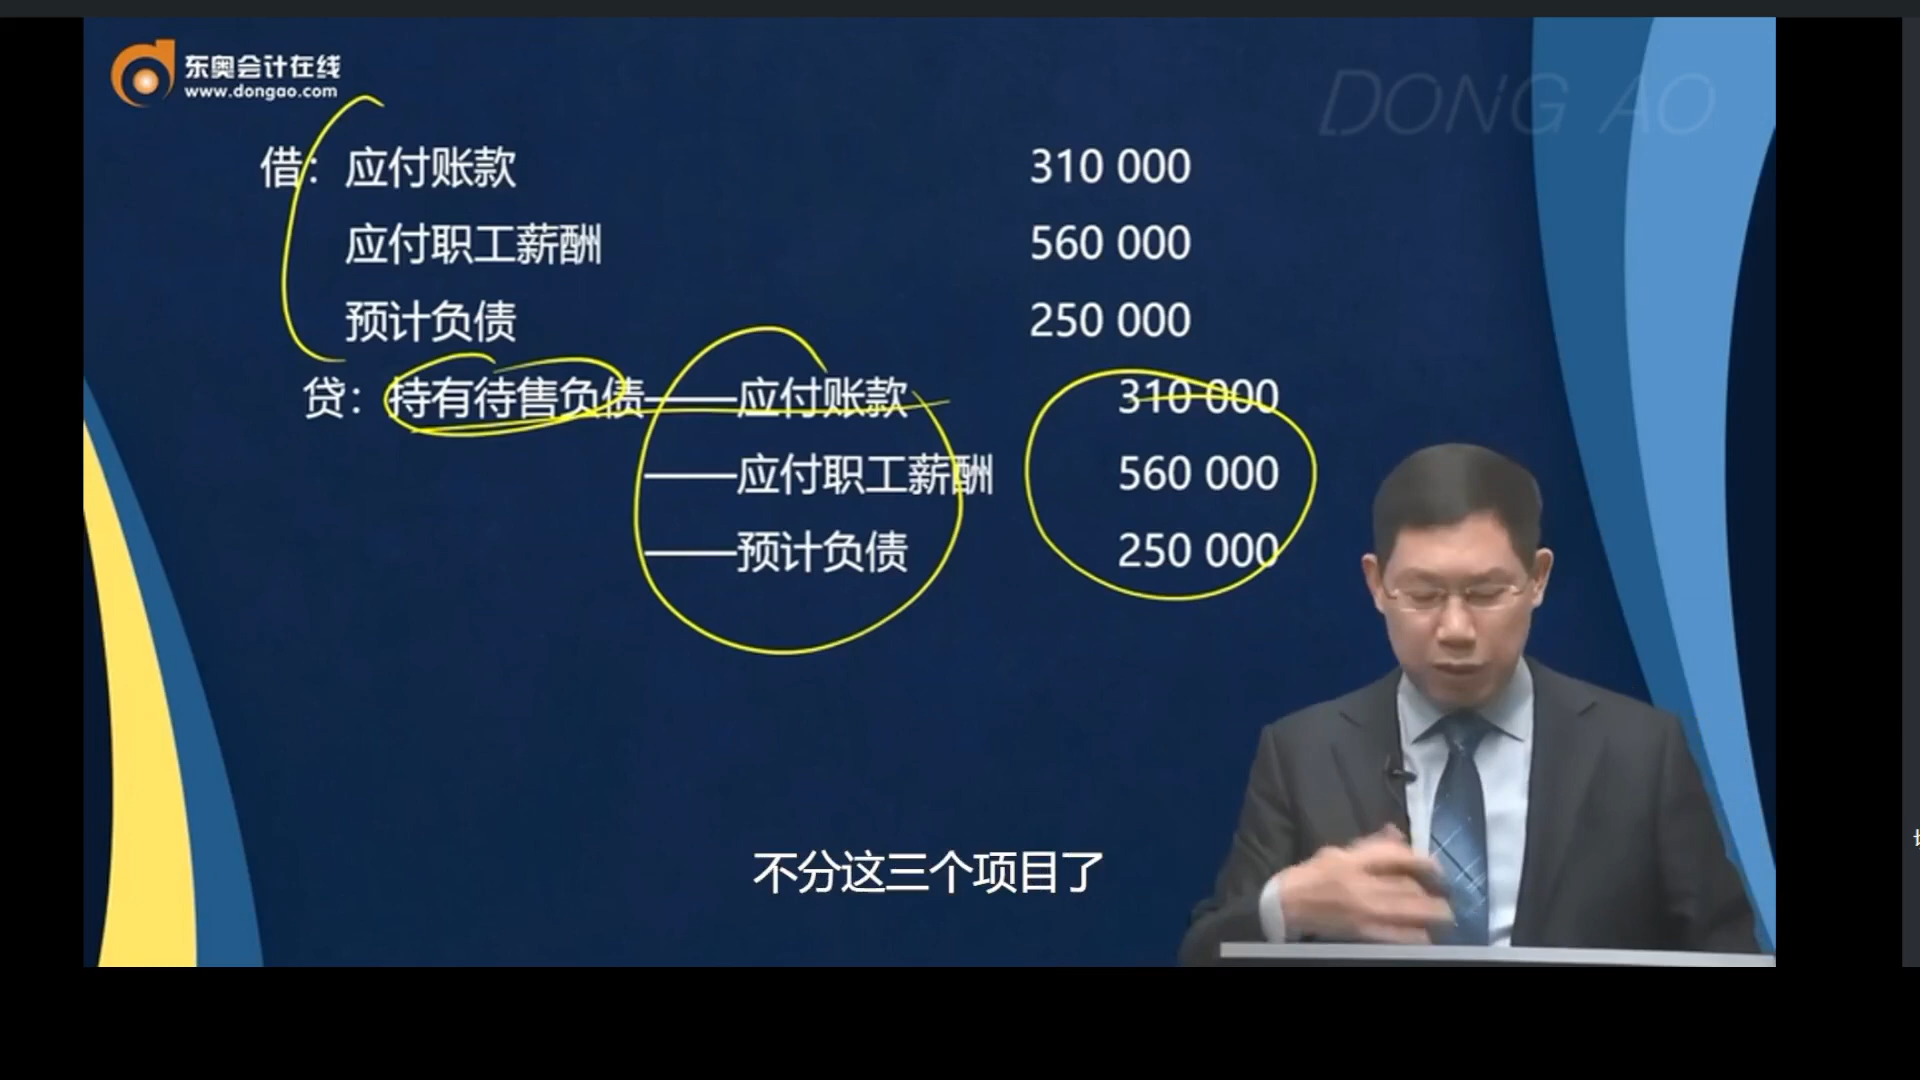 东奥会计在线
www.dongao.com
DONG AO
借：应付账款 310 000
应付职工薪酬 560 000
预计负债 250 000
贷：持有待售负债——应付账款 310 000
——应付职工薪酬 560 000
——预计负债 250 000
不分这三个项目了